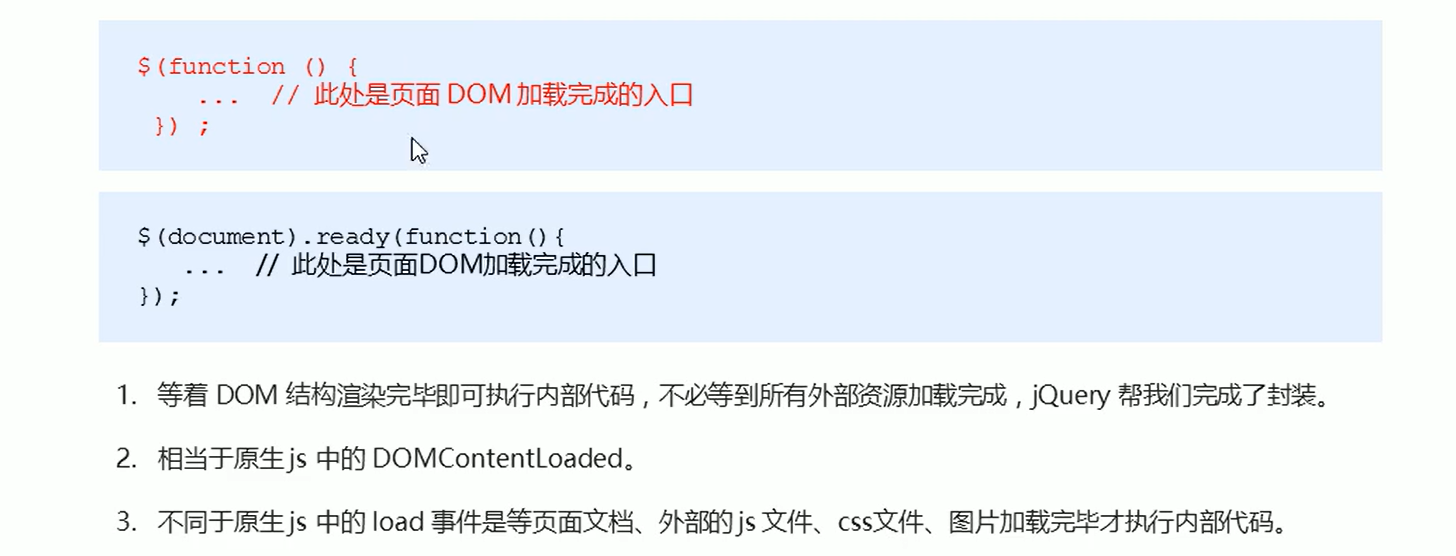 $(function () {
... // 此处是页面 DOM 加载完成的入口
}) ;
$(document).ready(function(){
... // 此处是页面DOM加载完成的入口
});
1. 等着 DOM 结构渲染完毕即可执行内部代码，不必等到所有外部资源加载完成，jQuery 帮我们完成了封装。
2. 相当于原生 js 中的 DOMContentLoaded。
3. 不同于原生 js 中的 load 事件是等页面文档、外部的 js 文件、css文件、图片加载完毕才执行内部代码。